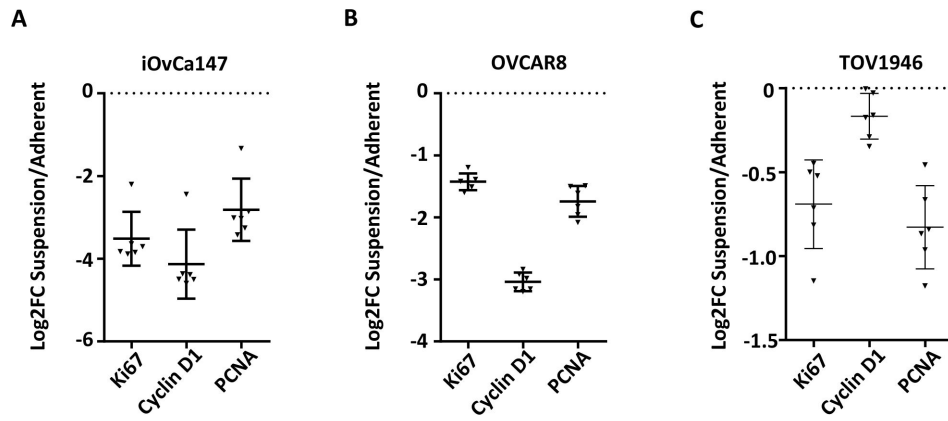 A
iOvCa147
Log2FC Suspension/Adherent
0
-2
-4
-6
Ki67
Cyclin D1
PCNA
B
OVCAR8
Log2FC Suspension/Adherent
0
-1
-2
-3
-4
Ki67
Cyclin D1
PCNA
C
TOV1946
Log2FC Suspension/Adherent
0
-0.5
-1.0
-1.5
Ki67
Cyclin D1
PCNA